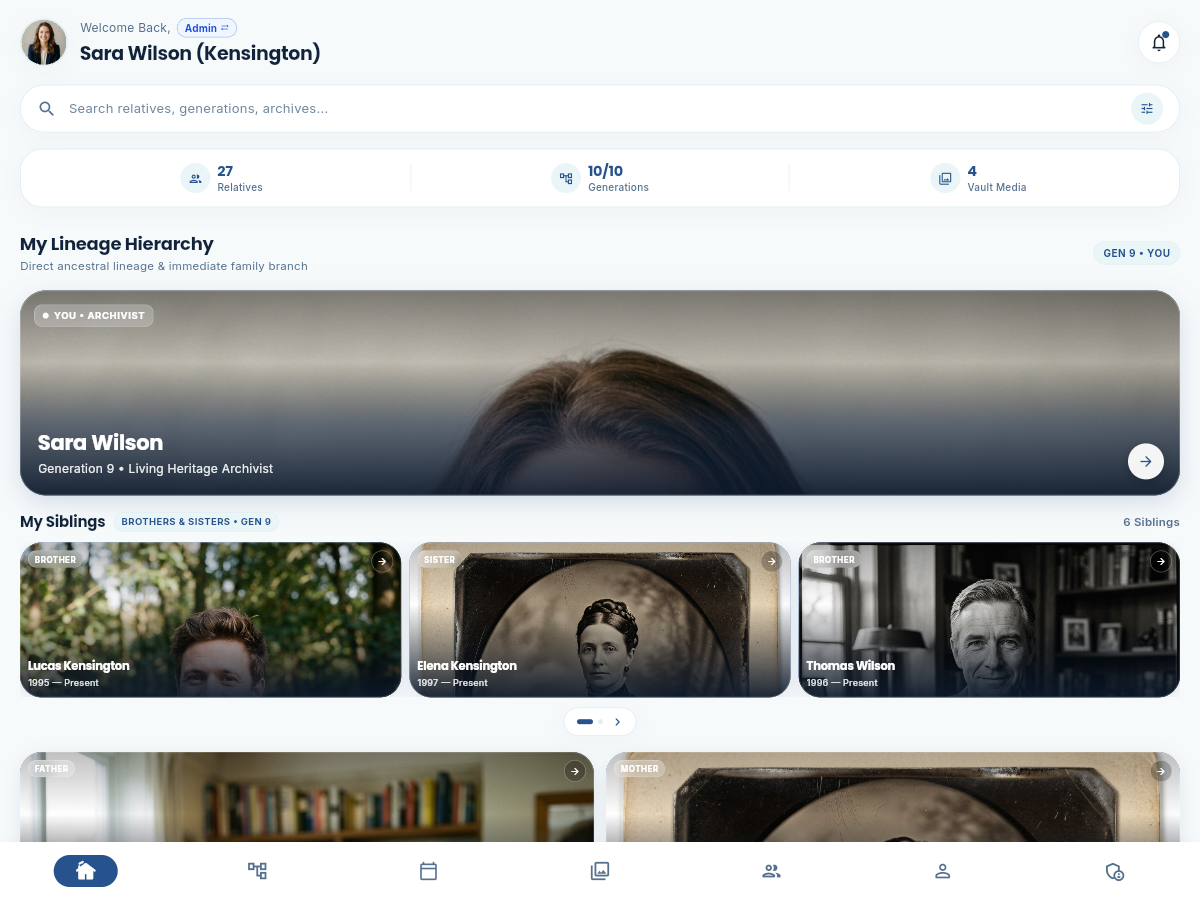 Welcome Back, Admin
Sara Wilson (Kensington)
Search relatives, generations, archives...
27
Relatives
10/10
Generations
4
Vault Media
My Lineage Hierarchy
Direct ancestral lineage & immediate family branch
GEN 9 • YOU
YOU • ARCHIVIST
Sara Wilson
Generation 9 • Living Heritage Archivist
My Siblings
BROTHERS & SISTERS • GEN 9
6 Siblings
BROTHER
Lucas Kensington
1995 — Present
SISTER
Elena Kensington
1997 — Present
BROTHER
Thomas Wilson
1996 — Present
FATHER
MOTHER